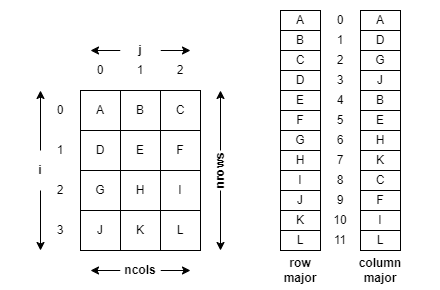 j
0 1 2
i
0 A B C
1 D E F
2 G H I
3 J K L
nrows
ncols
A 0 A
B 1 D
C 2 G
D 3 J
E 4 B
F 5 E
G 6 H
H 7 K
I 8 C
J 9 F
K 10 I
L 11 L
row major
column major